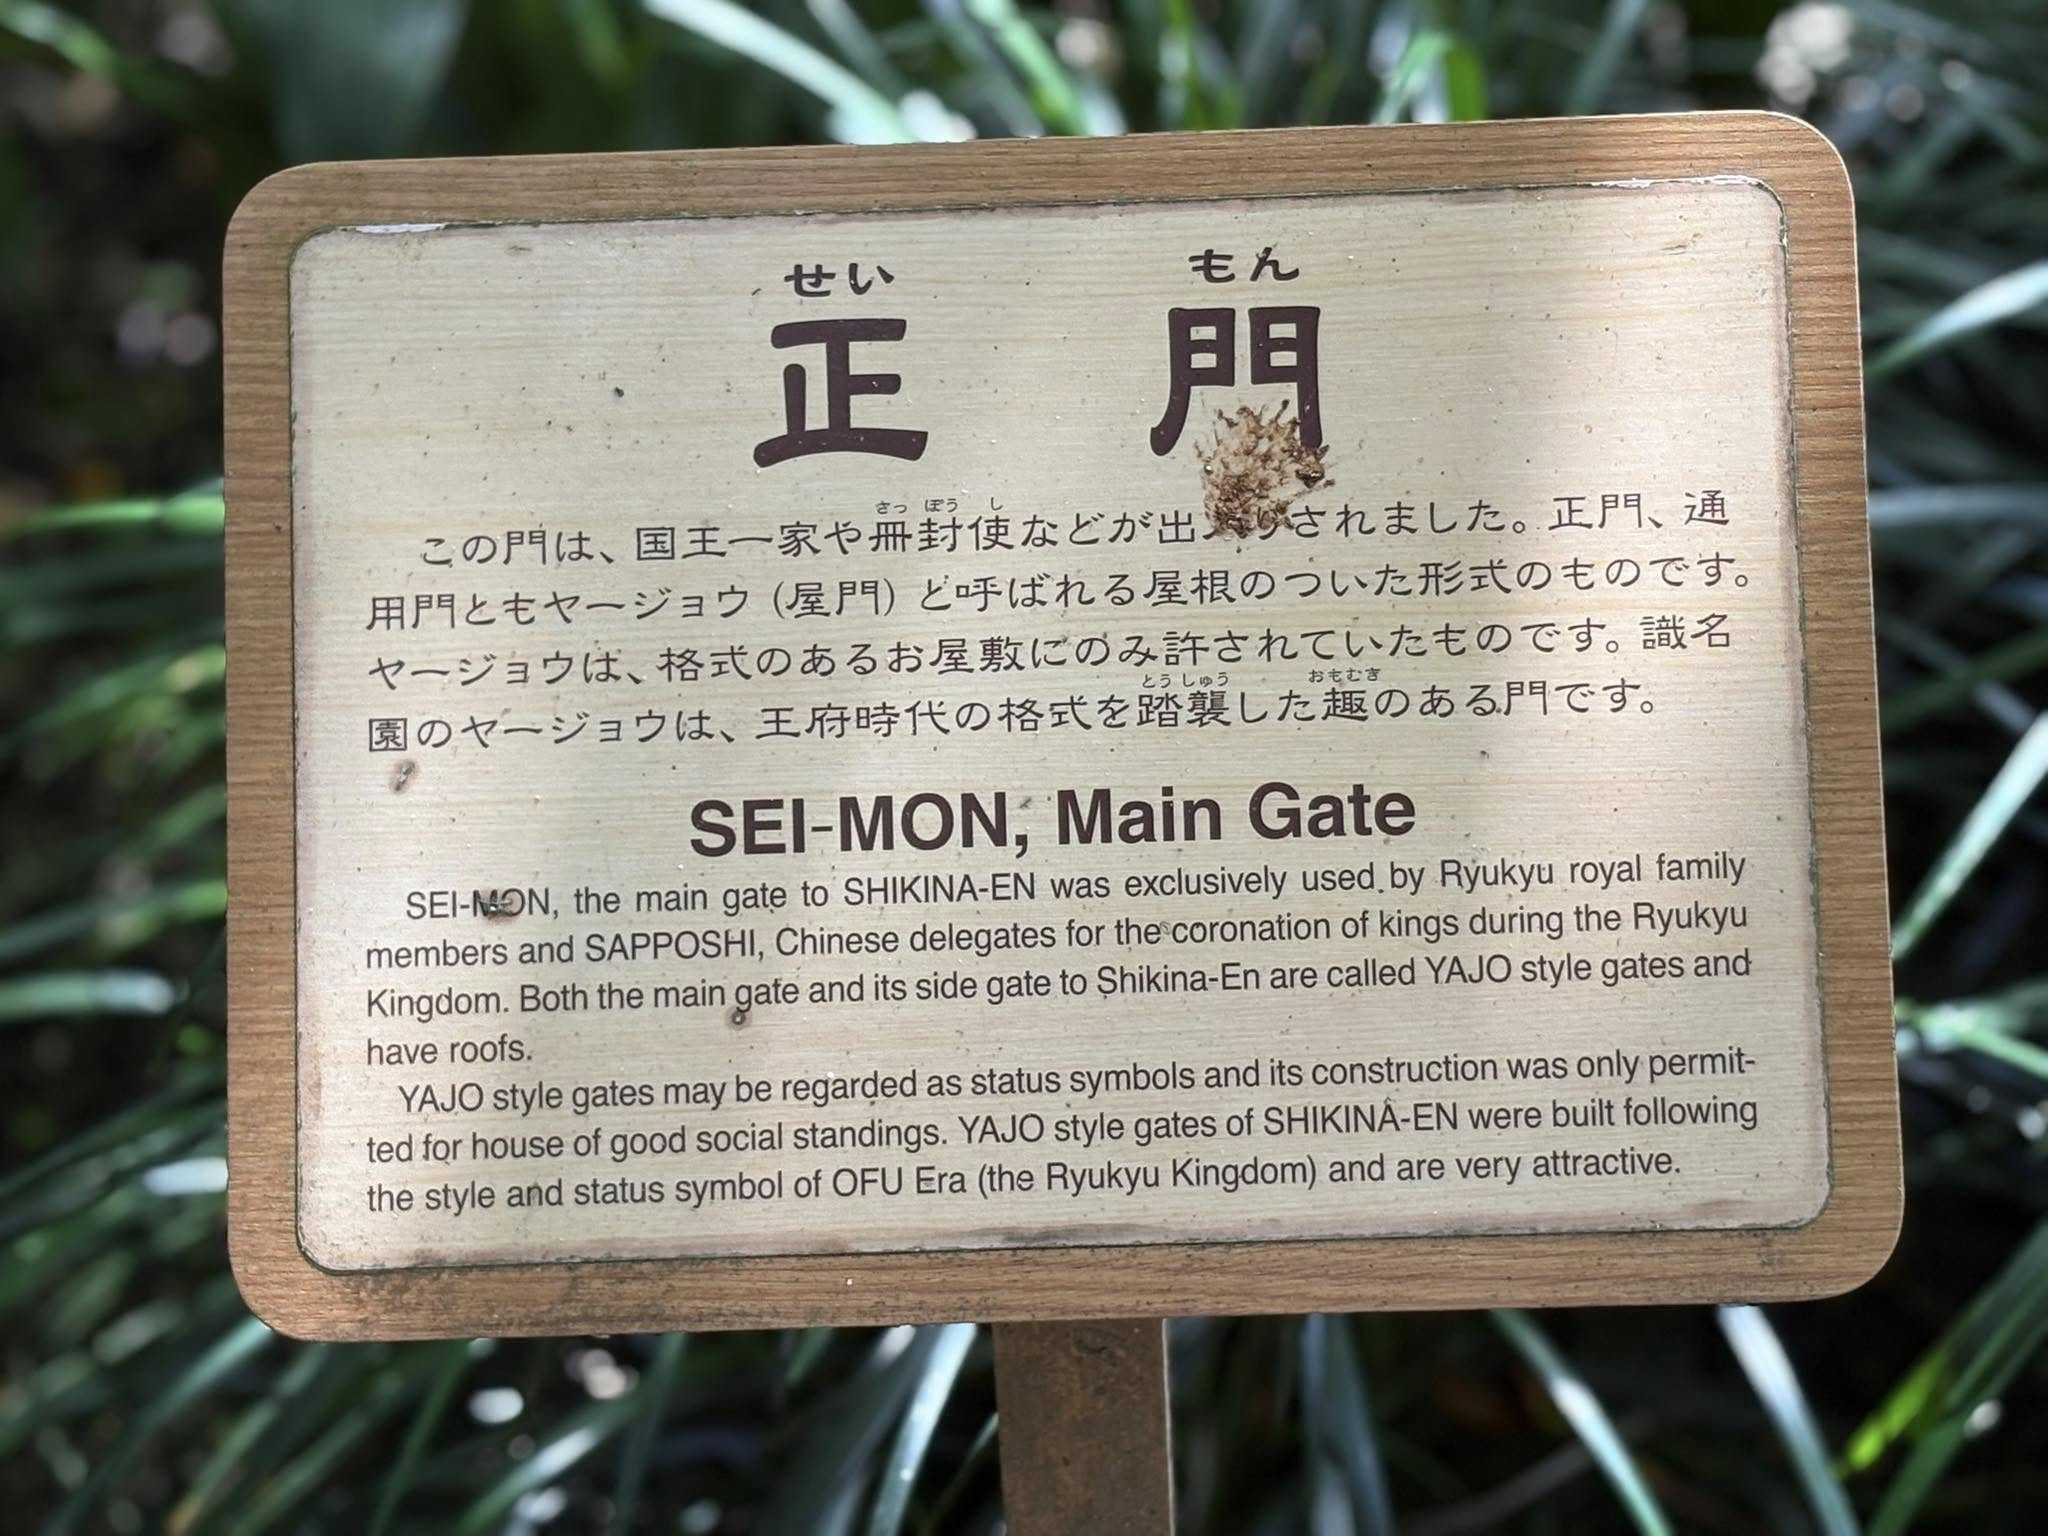 せい もん
正 門
さっ ぽう し
この門は、国王一家や冊封使などが出 りされました。正門、通
用門ともヤージョウ(屋門)と呼ばれる屋根のついた形式のものです。
ヤージョウは、格式のあるお屋敷にのみ許されていたものです。識名
とうしゅう おもむき
園のヤージョウは、王府時代の格式を踏襲した趣のある門です。
SEI-MON, Main Gate
SEI-MON, the main gate to SHIKINA-EN was exclusively used by Ryukyu royal family
members and SAPPOSHI, Chinese delegates for the coronation of kings during the Ryukyu
Kingdom. Both the main gate and its side gate to Shikina-En are called YAJO style gates and
have roofs.
YAJO style gates may be regarded as status symbols and its construction was only permit-
ted for house of good social standings. YAJO style gates of SHIKINA-EN were built following
the style and status symbol of OFU Era (the Ryukyu Kingdom) and are very attractive.